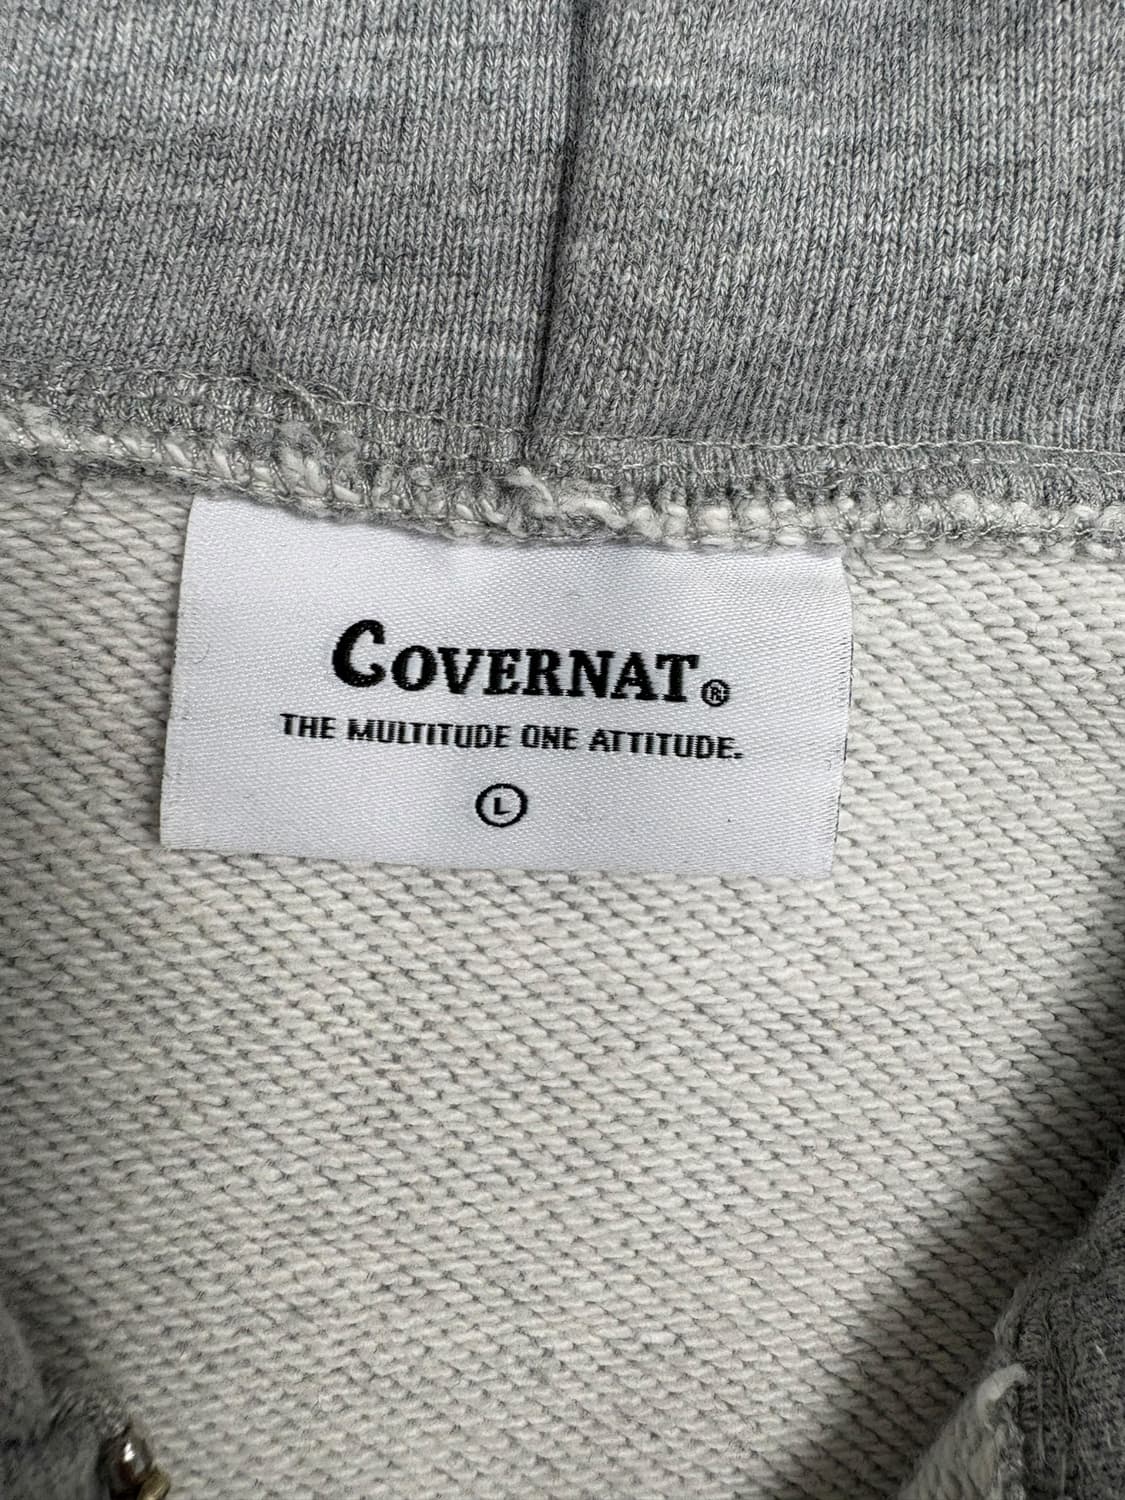 COVERNAT®
THE MULTITUDE ONE ATTITUDE.
L